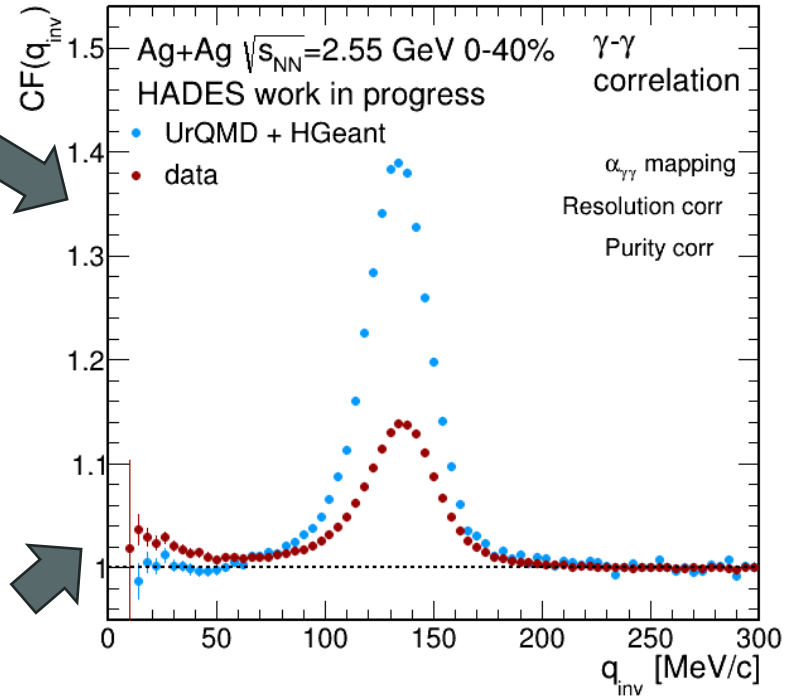 CF(q_inv)
1.5
1.4
1.3
1.2
1.1
1
Ag+Ag √s_NN=2.55 GeV 0-40%
HADES work in progress
UrQMD + HGeant
data
γ-γ
correlation
α_γγ mapping
Resolution corr
Purity corr
0 50 100 150 200 250 300
q_inv [MeV/c]